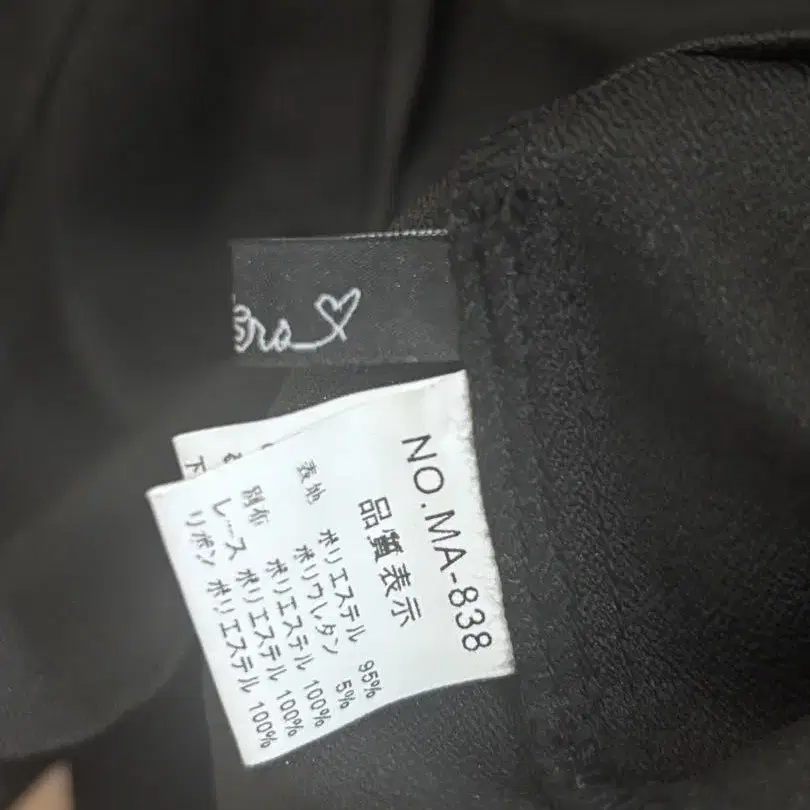 NO.MA-838
品質表示
表地 ポリエステル 95%
ポリウレタン 5%
別布 ポリエステル 100%
レース ポリエステル 100%
リボン ポリエステル 100%
下